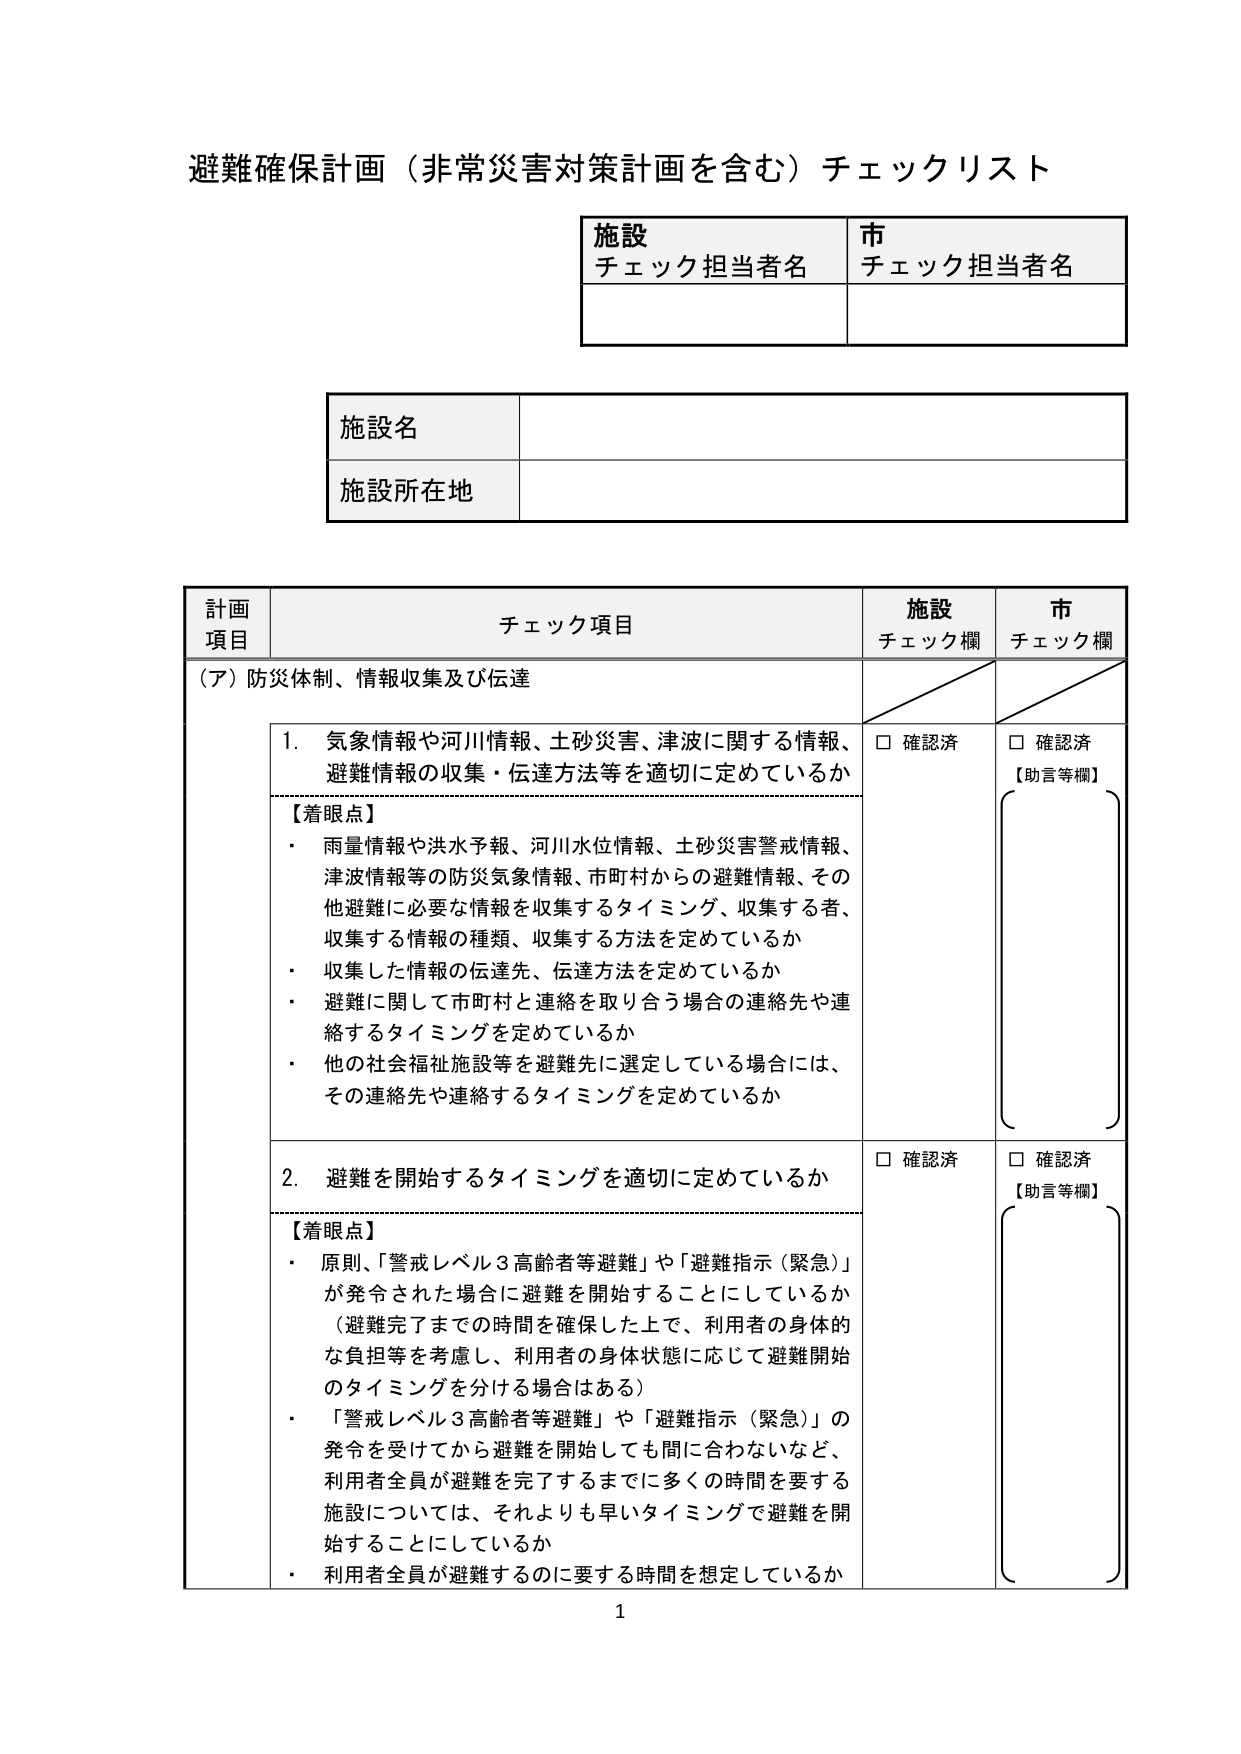 避難確保計画（非常災害対策計画を含む）チェックリスト
施設
チェック担当者名
市
チェック担当者名
施設名
施設所在地
計画
項目
チェック項目
施設
チェック欄
市
チェック欄
（ア）防災体制、情報収集及び伝達
1. 気象情報や河川情報、土砂災害、津波に関する情報、
避難情報の収集・伝達方法等を適切に定めているか
□ 確認済
□ 確認済
【助言等欄】
【着眼点】
・ 雨量情報や洪水予報、河川水位情報、土砂災害警戒情報、
津波情報等の防災気象情報、市町村からの避難情報、その
他避難に必要な情報を収集するタイミング、収集する者、
収集する情報の種類、収集する方法を定めているか
・ 収集した情報の伝達先、伝達方法を定めているか
・ 避難に関して市町村と連絡を取り合う場合の連絡先や連
絡するタイミングを定めているか
・ 他の社会福祉施設等を避難先に選定している場合には、
その連絡先や連絡するタイミングを定めているか
2. 避難を開始するタイミングを適切に定めているか
□ 確認済
□ 確認済
【助言等欄】
【着眼点】
・ 原則、「警戒レベル３高齢者等避難」や「避難指示（緊急）」
が発令された場合に避難を開始することにしているか
（避難完了までの時間を確保した上で、利用者の身体的
な負担等を考慮し、利用者の身体状態に応じて避難開始
のタイミングを分ける場合はある）
・ 「警戒レベル３高齢者等避難」や「避難指示（緊急）」の
発令を受けてから避難を開始しても間に合わないなど、
利用者全員が避難を完了するまでに多くの時間を要する
施設については、それよりも早いタイミングで避難を開
始することにしているか
・ 利用者全員が避難するのに要する時間を想定しているか
1